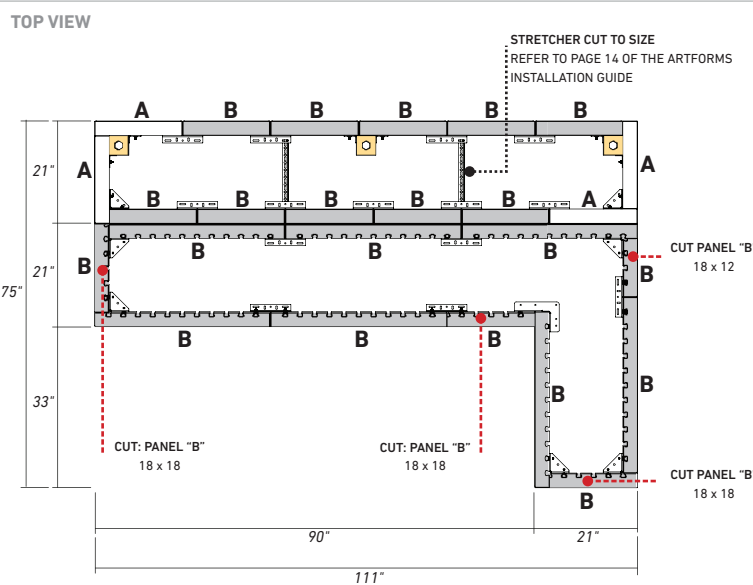 TOP VIEW
STRETCHER CUT TO SIZE
REFER TO PAGE 14 OF THE ARTFORMS
INSTALLATION GUIDE
A B B B B B
21"
A
A
B B B B B A
B B B
75"
21"
B
B
CUT PANEL “B
18 x 12
B B B
33"
B
B
CUT: PANEL “B”
18 x 18
CUT: PANEL “B”
18 x 18
CUT PANEL “B
18 x 18
B
90"
21"
111"